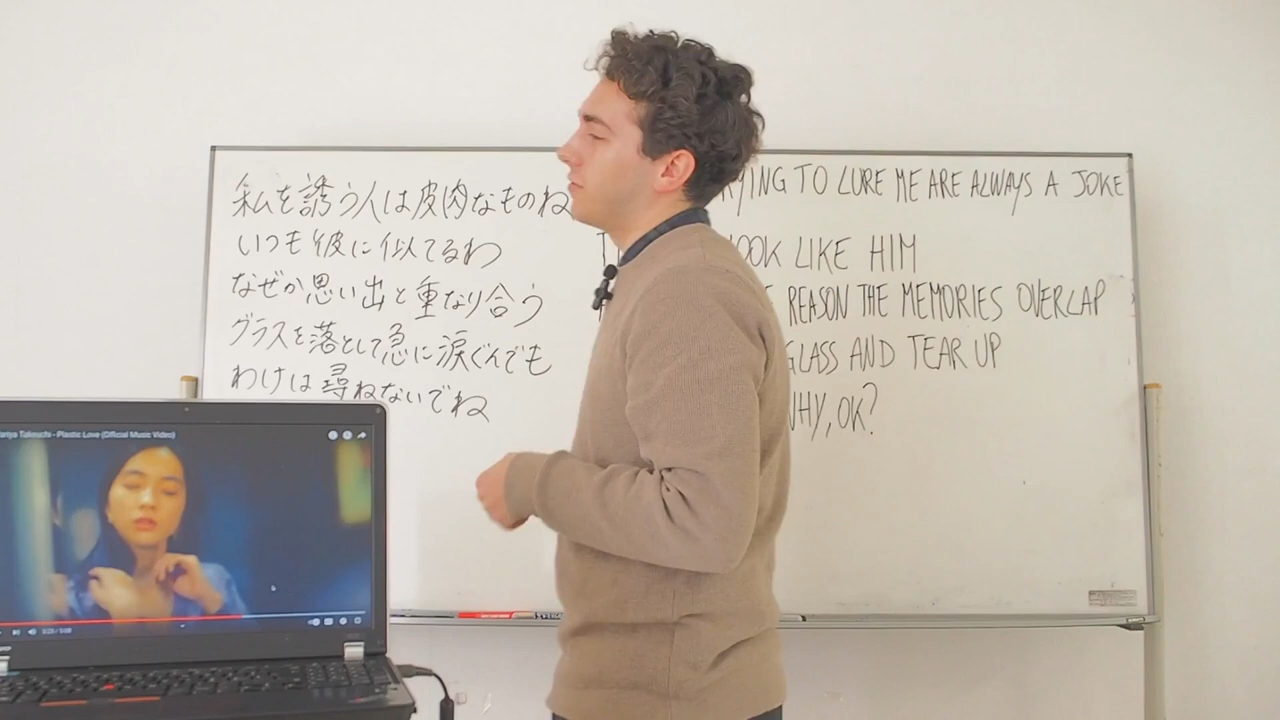 私を誘う人は皮肉なものね
いつも彼に似てるわ
なぜか思い出と重なり合う
グラスを落として急に涙ぐんでも
わけは尋ねないでね
TO LURE ME ARE ALWAYS A JOKE
LIKE HIM
REASON THE MEMORIES OVERLAP
GLASS AND TEAR UP
WHY, OK?
Takeuchi - Plastic Love (Official Music Video)